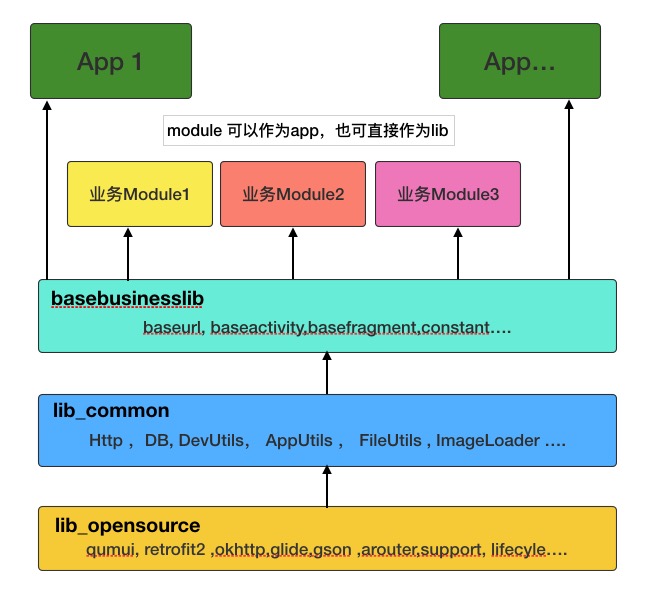 App 1
App…
module 可以作为app，也可直接作为lib
业务Module1
业务Module2
业务Module3
basebusinesslib
baseurl, baseactivity,basefragment,constant….
lib_common
Http ， DB, DevUtils， AppUtils ， FileUtils , ImageLoader ….
lib_opensource
qumui, retrofit2 ,okhttp,glide,gson ,arouter,support, lifecyle….